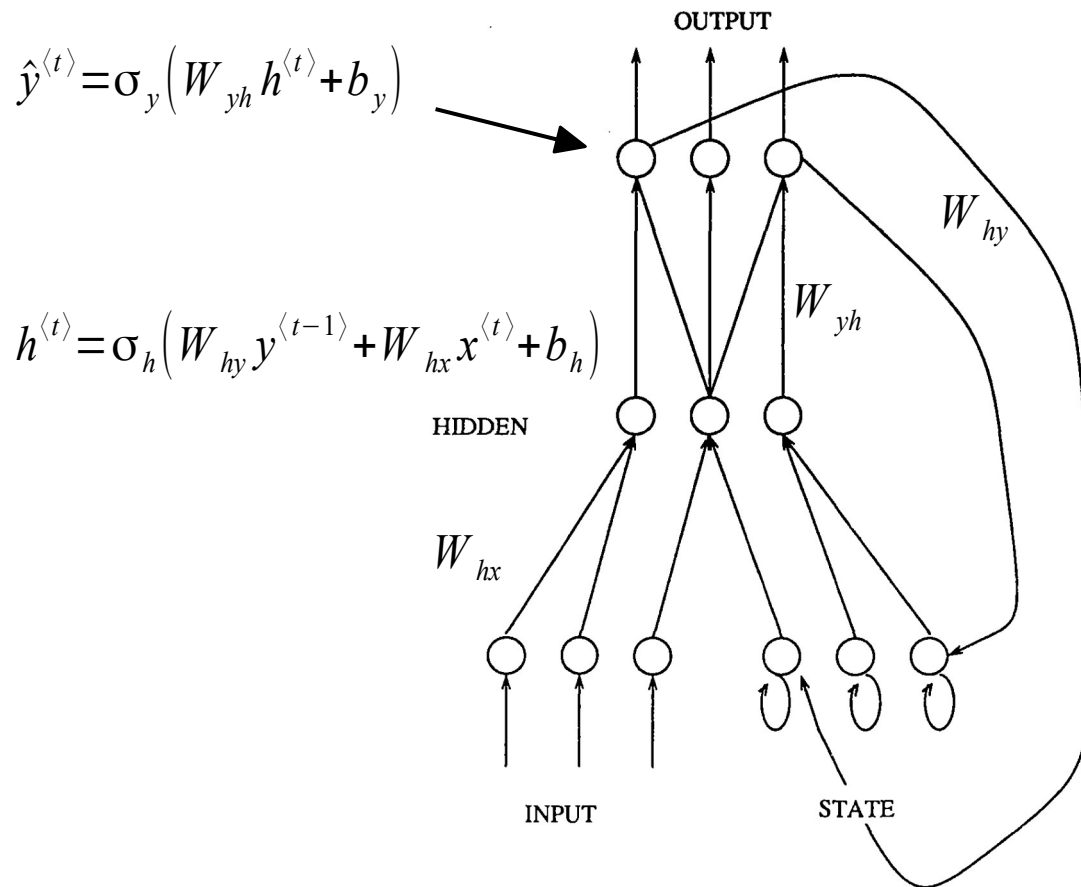 OUTPUT
ŷ^⟨t⟩=σ_y(W_yh h^⟨t⟩+b_y)
W_hy
W_yh
h^⟨t⟩=σ_h(W_hy y^⟨t−1⟩+W_hx x^⟨t⟩+b_h)
HIDDEN
W_hx
INPUT
STATE